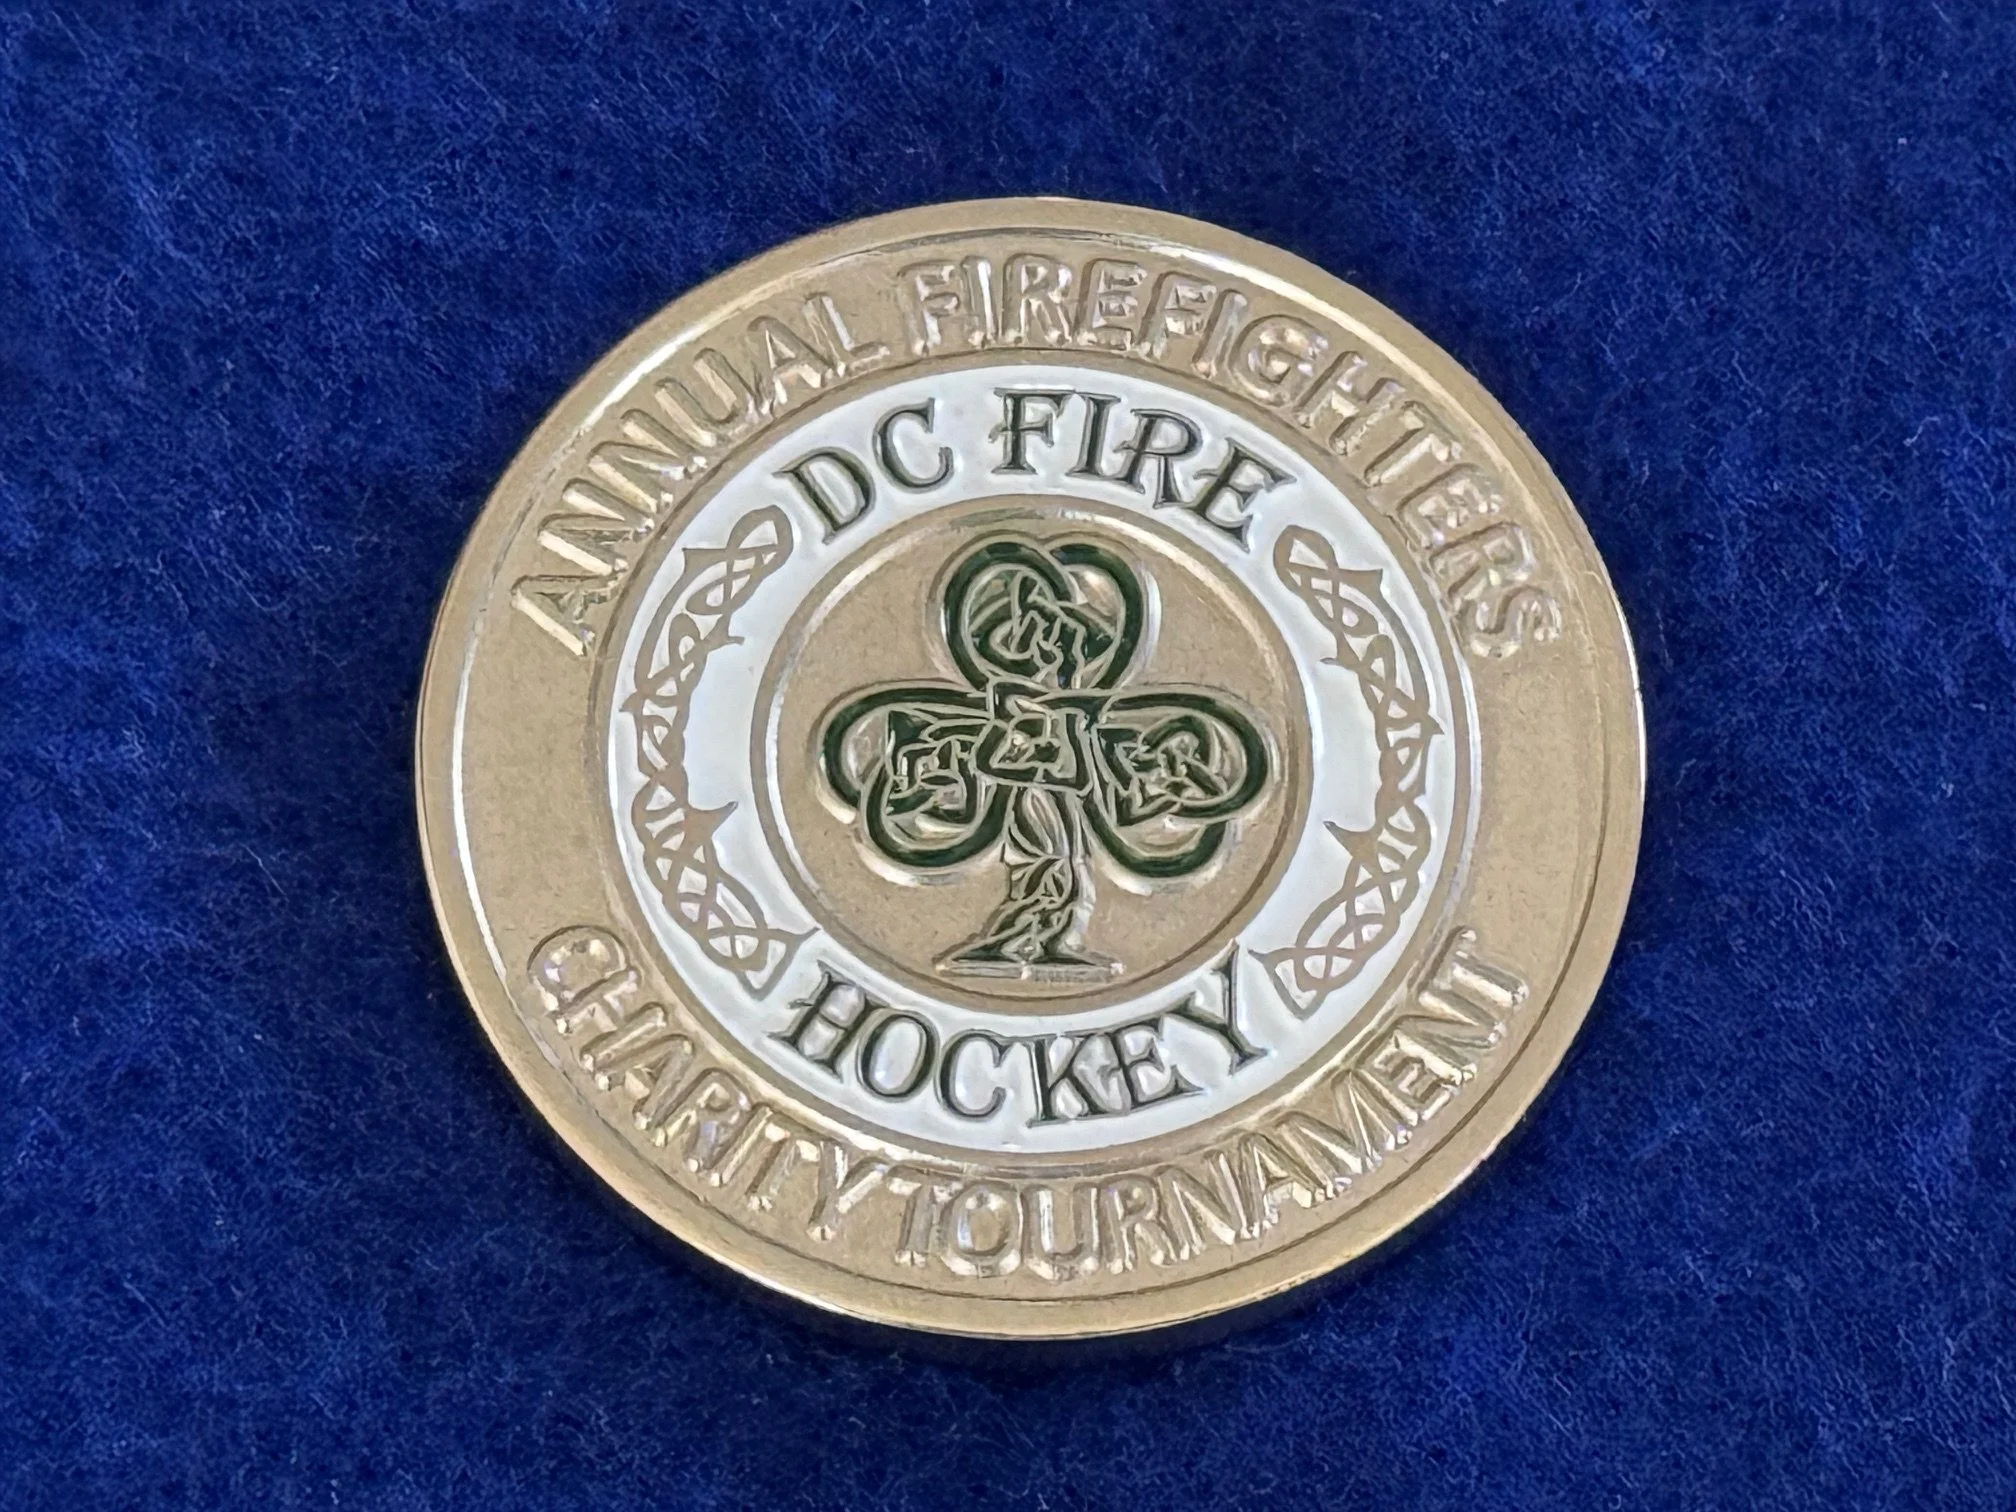 ANNUAL FIREFIGHTERS
DC FIRE
HOCKEY
CHARITY TOURNAMENT